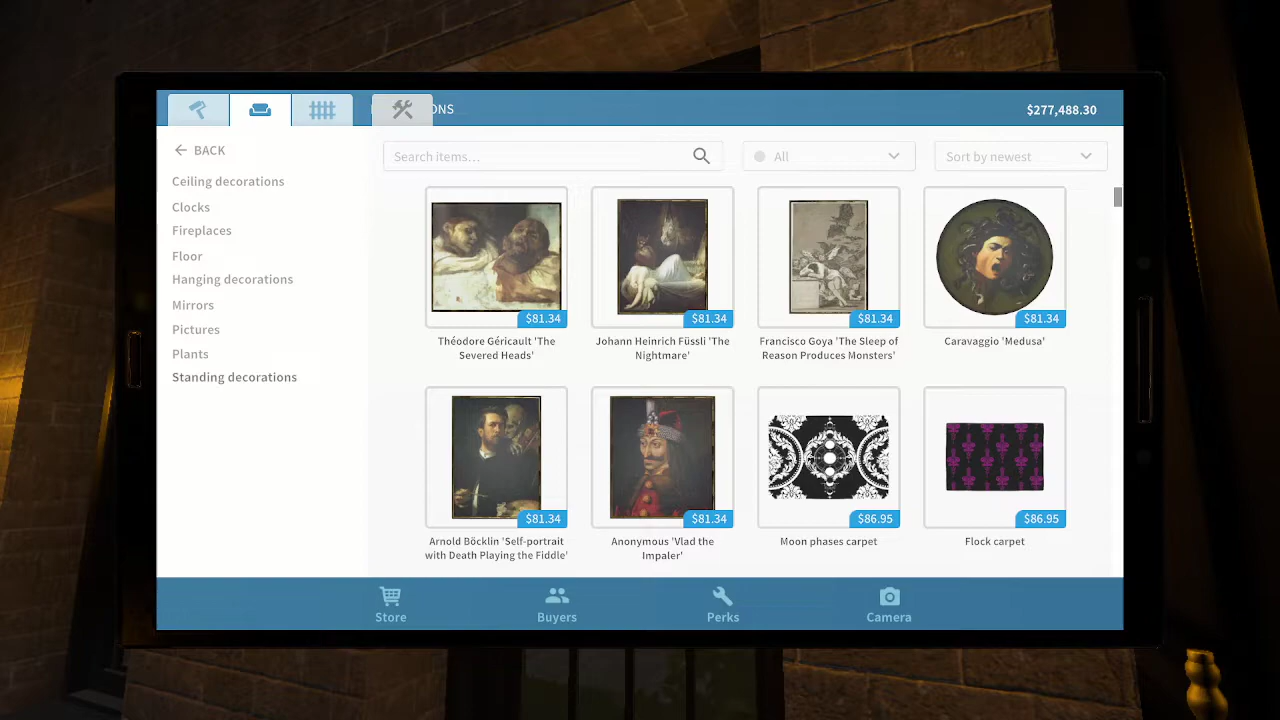 ONS
$277,488.30
BACK
Search items...
All
Sort by newest
Ceiling decorations
Clocks
Fireplaces
Floor
Hanging decorations
Mirrors
Pictures
Plants
Standing decorations
$81.34
$81.34
$81.34
$81.34
Théodore Géricault 'The
Severed Heads'
Johann Heinrich Füssli 'The
Nightmare'
Francisco Goya 'The Sleep of
Reason Produces Monsters'
Caravaggio 'Medusa'
$81.34
$81.34
$86.95
$86.95
Arnold Böcklin 'Self-portrait
with Death Playing the Fiddle'
Anonymous 'Vlad the
Impaler'
Moon phases carpet
Flock carpet
Store
Buyers
Perks
Camera